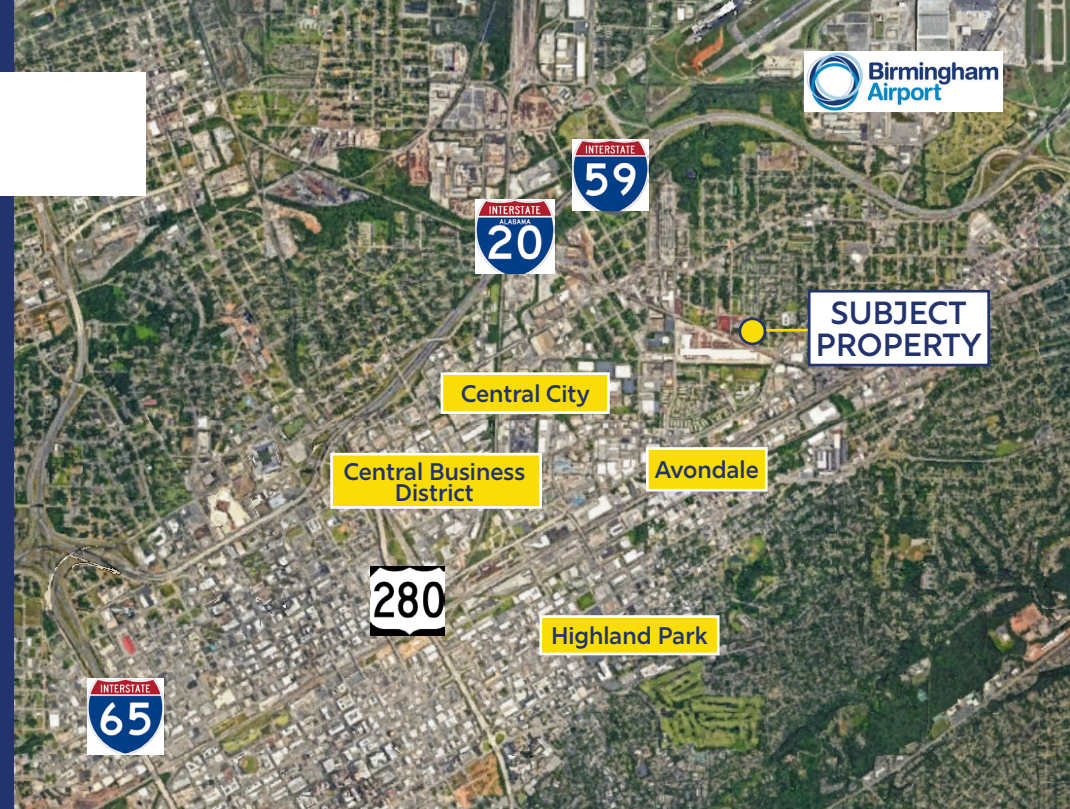 Birmingham
Airport
INTERSTATE
59
INTERSTATE
ALABAMA
20
SUBJECT
PROPERTY
Central City
Central Business
District
Avondale
280
Highland Park
INTERSTATE
65